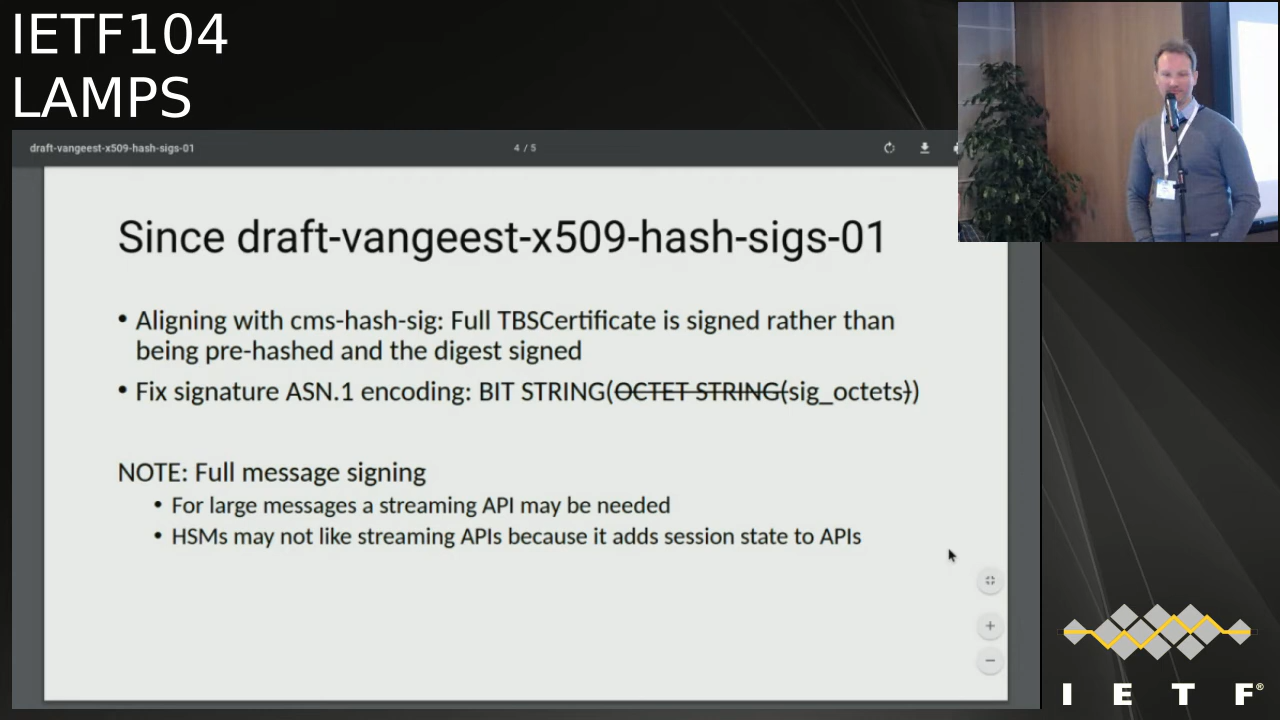 IETF104
LAMPS
draft-vangeest-x509-hash-sigs-01
4 / 5
Since draft-vangeest-x509-hash-sigs-01
• Aligning with cms-hash-sig: Full TBSCertificate is signed rather than
being pre-hashed and the digest signed
• Fix signature ASN.1 encoding: BIT STRING(OCTET STRING(sig_octets))
NOTE: Full message signing
• For large messages a streaming API may be needed
• HSMs may not like streaming APIs because it adds session state to APIs
I E T F®